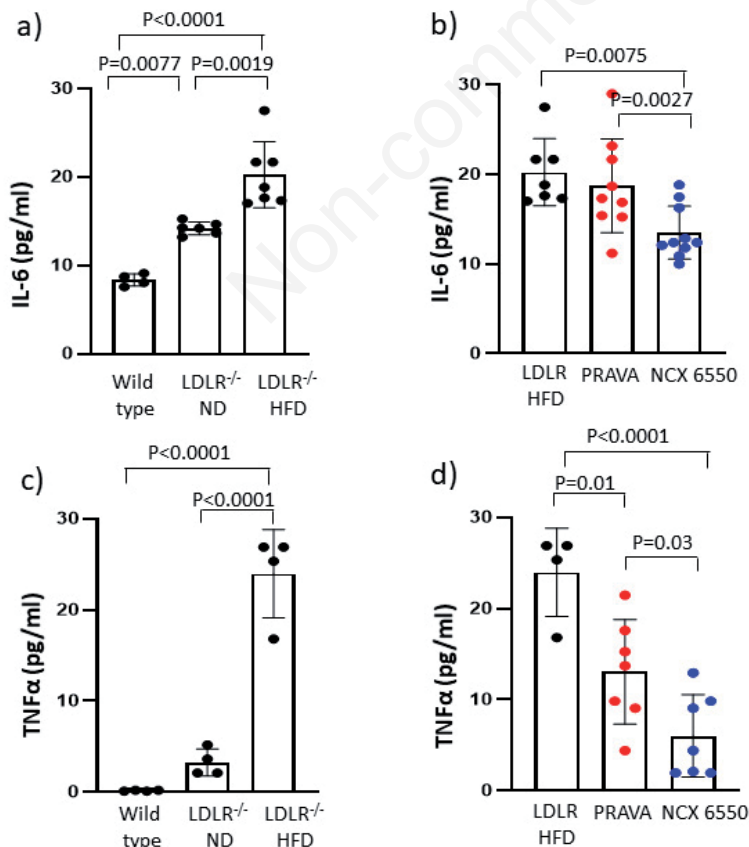 Non-comme
a)
P<0.0001
P=0.0077
P=0.0019
IL-6 (pg/ml)
30
20
10
0
Wild type
LDLR-/- ND
LDLR-/- HFD
b)
P=0.0075
P=0.0027
IL-6 (pg/ml)
30
20
10
0
LDLR HFD
PRAVA
NCX 6550
c)
P<0.0001
P<0.0001
TNFα (pg/ml)
30
20
10
0
Wild type
LDLR-/- ND
LDLR-/- HFD
d)
P<0.0001
P=0.01
P=0.03
TNFα (pg/ml)
30
20
10
0
LDLR HFD
PRAVA
NCX 6550